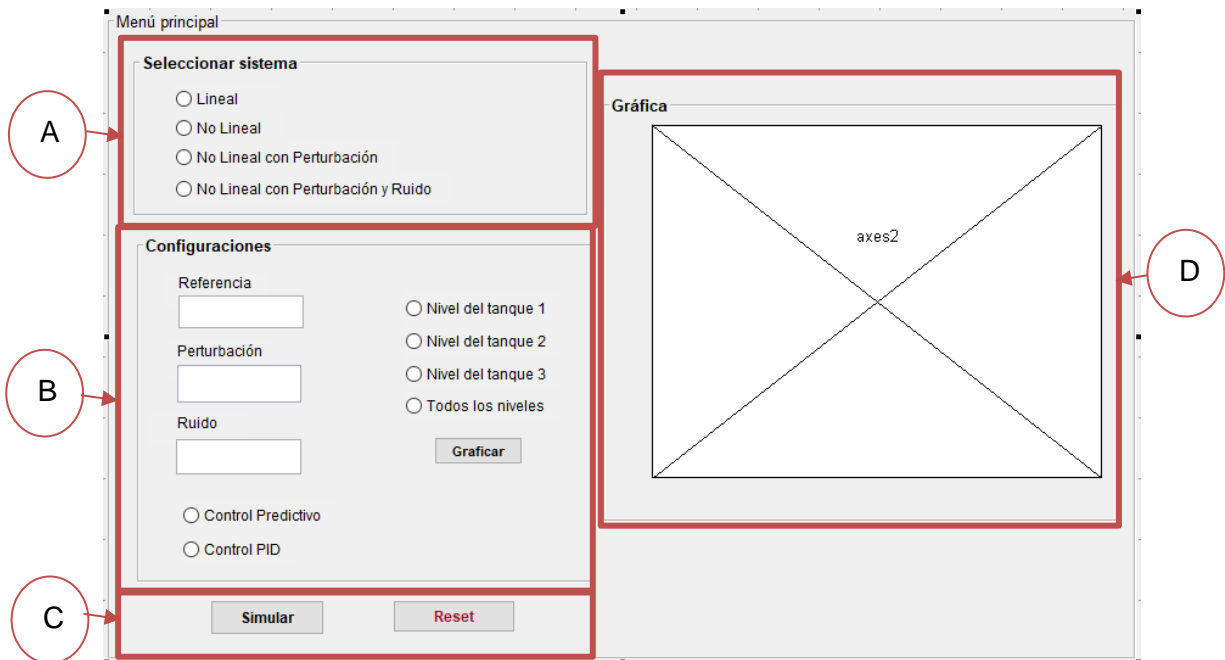 Menú principal
Seleccionar sistema
Lineal
No Lineal
No Lineal con Perturbación
No Lineal con Perturbación y Ruido
A
Configuraciones
Referencia
Perturbación
Ruido
Nivel del tanque 1
Nivel del tanque 2
Nivel del tanque 3
Todos los niveles
Graficar
Control Predictivo
Control PID
B
Simular
Reset
C
Gráfica
axes2
D